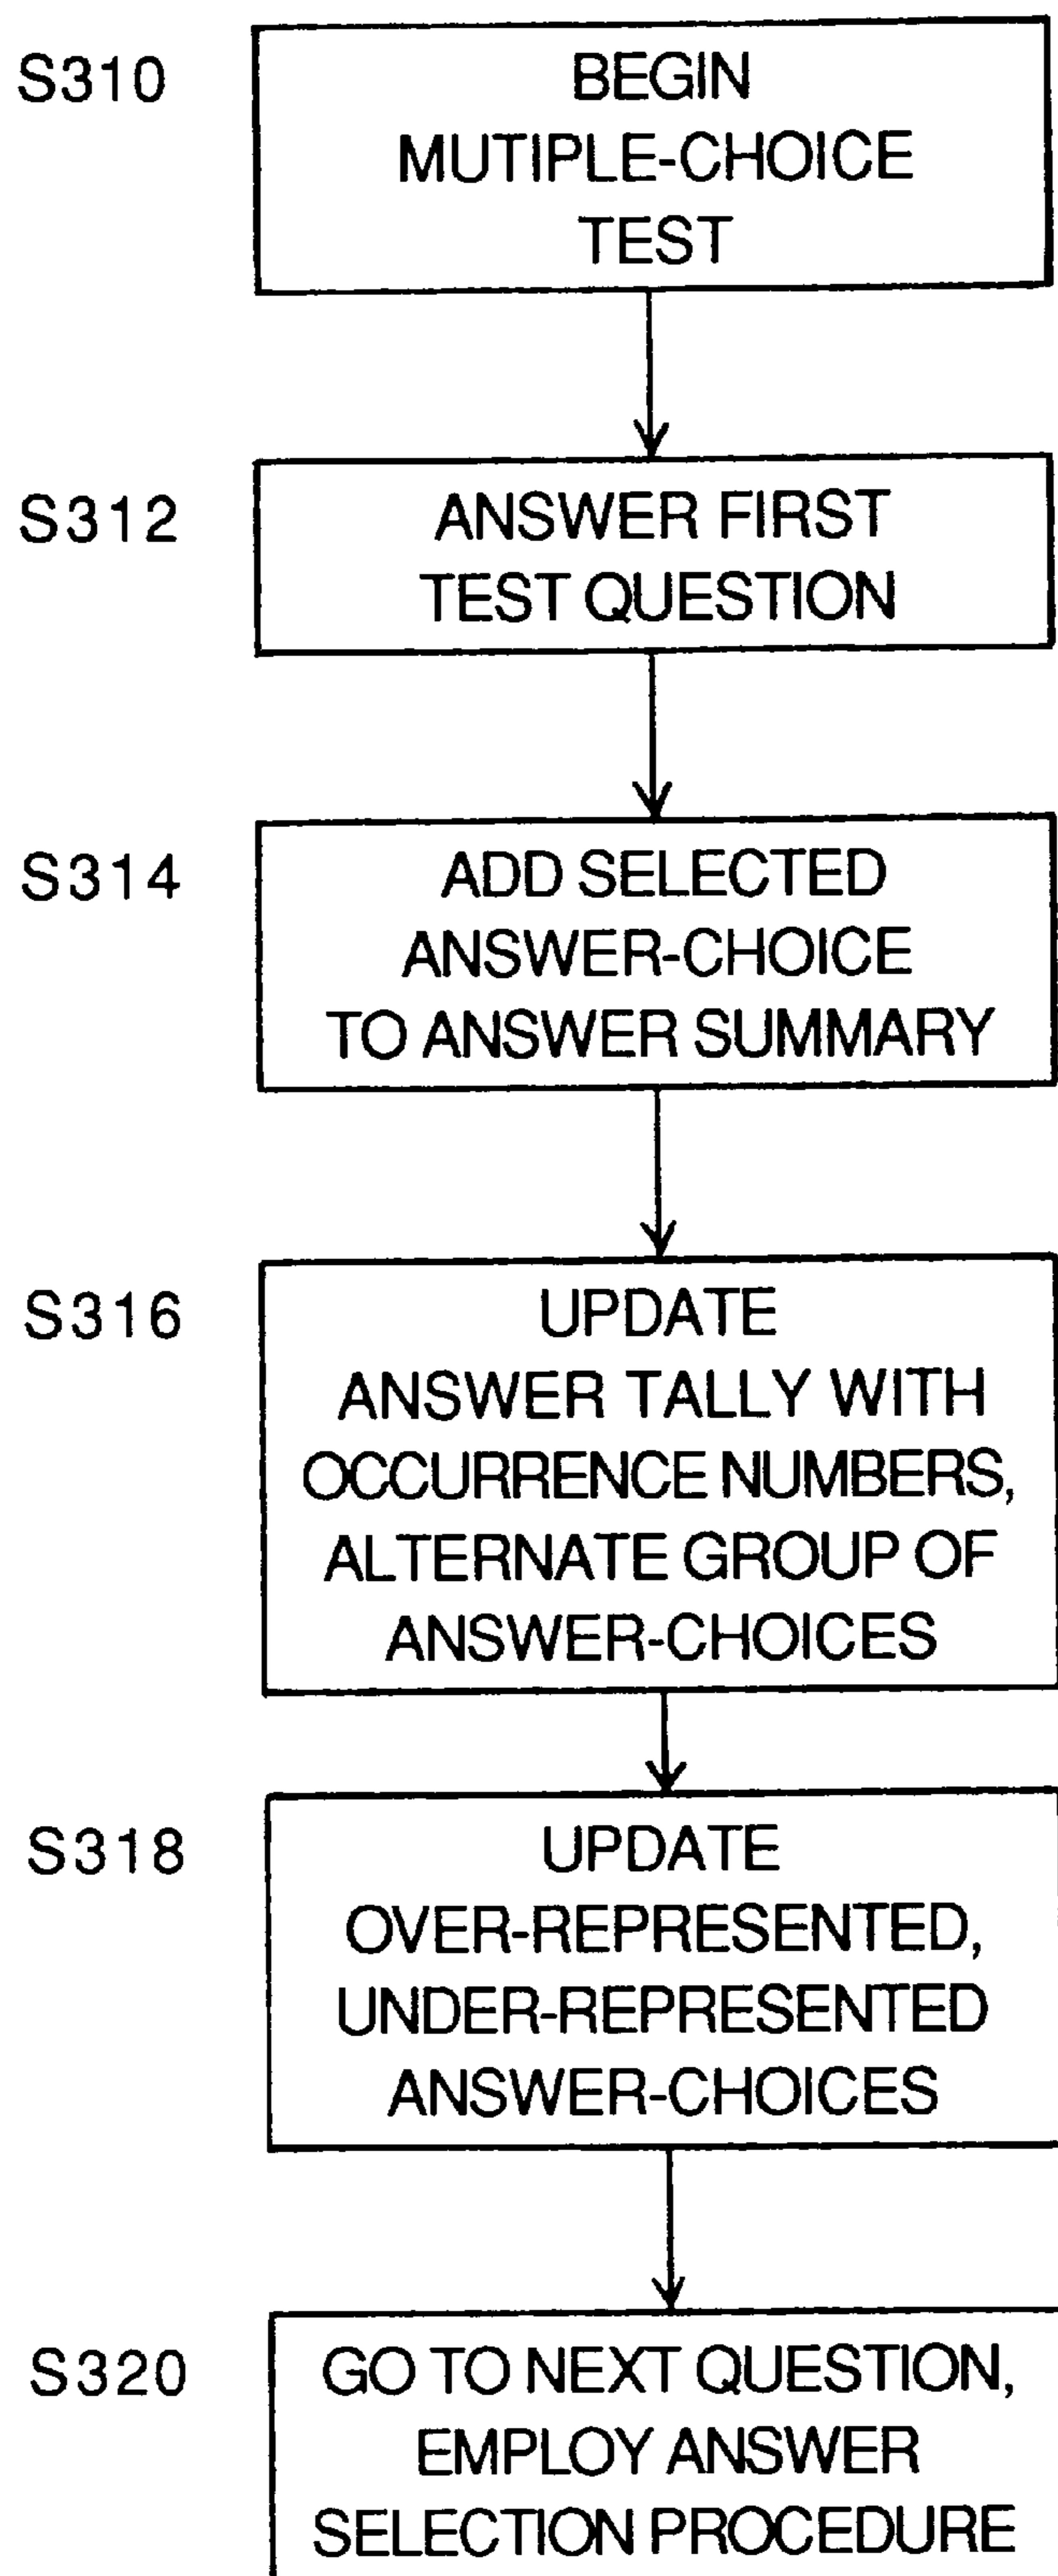 S310
BEGIN
MUTIPLE-CHOICE
TEST
S312
ANSWER FIRST
TEST QUESTION
S314
ADD SELECTED
ANSWER-CHOICE
TO ANSWER SUMMARY
S316
UPDATE
ANSWER TALLY WITH
OCCURRENCE NUMBERS,
ALTERNATE GROUP OF
ANSWER-CHOICES
S318
UPDATE
OVER-REPRESENTED,
UNDER-REPRESENTED
ANSWER-CHOICES
S320
GO TO NEXT QUESTION,
EMPLOY ANSWER
SELECTION PROCEDURE